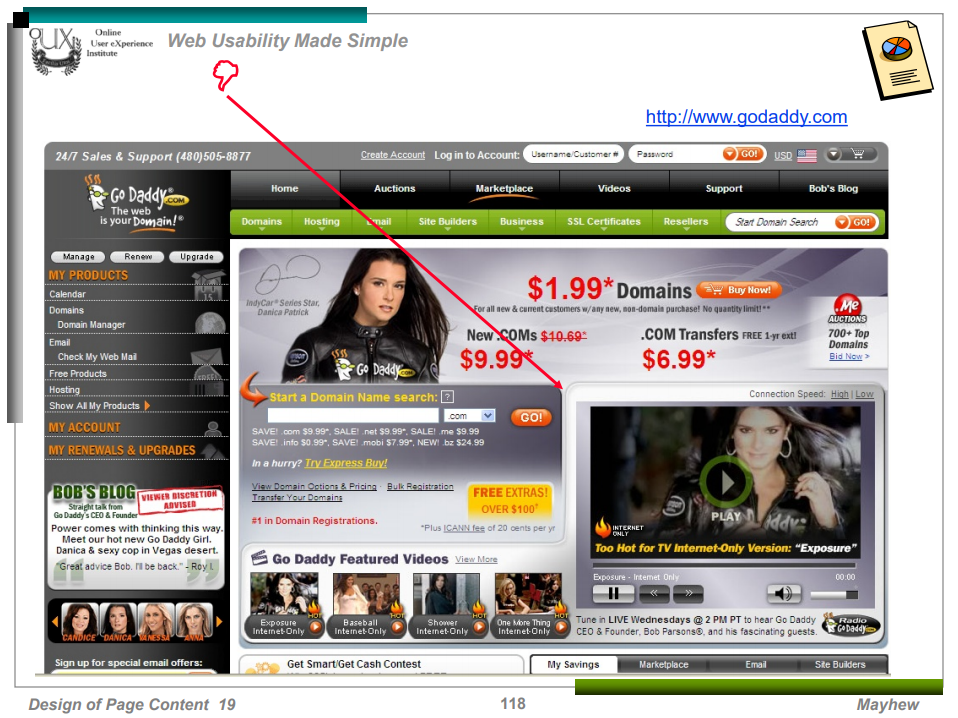 Online
User eXperience
Institute
UX
Web Usability Made Simple
http://www.godaddy.com
24/7 Sales & Support (480)505-8877
Create Account Log in to Account: Username/Customer # Password GO! USD
Go Daddy.COM
The web
is your Domain!®
Home Auctions Marketplace Videos Support Bob's Blog
Domains Hosting Email Site Builders Business SSL Certificates Resellers Start Domain Search GO!
Manage Renew Upgrade
MY PRODUCTS
Calendar
Domains
Domain Manager
Email
Check My Web Mail
Free Products
Hosting
Show All My Products
MY ACCOUNT
MY RENEWALS & UPGRADES
BOB'S BLOG
Straight talk from
Go Daddy's CEO & Founder
VIEWER DISCRETION
ADVISED
Power comes with thinking this way.
Meet our hot new Go Daddy Girl.
Danica & sexy cop in Vegas desert.
"Great advice Bob. I'll be back." - Roy I.
CANDICE DANICA VANESSA ANNA
Sign up for special email offers:
IndyCar® Series Star,
Danica Patrick
Go Daddy.COM
$1.99* Domains Buy Now!
For all new & current customers w/any new, non-domain purchase! No quantity limit!**
New .COMs $10.69* .COM Transfers FREE 1-yr ext!
$9.99* $6.99*
.Me
AUCTIONS
700+ Top
Domains
Bid Now >
Start a Domain Name search: ?
.com GO!
SAVE! .com $9.99*, SALE! .net $9.99*, SALE! .me $9.99
SAVE! .info $0.99*, SAVE! .mobi $7.99*, NEW! .bz $24.99
In a hurry? Try Express Buy!
View Domain Options & Pricing Bulk Registration
Transfer Your Domains
FREE EXTRAS!
OVER $100†
#1 in Domain Registrations.
*Plus ICANN fee of 20 cents per yr
Connection Speed: High | Low
PLAY
INTERNET
ONLY
Too Hot for TV Internet-Only Version: "Exposure"
Exposure - Internet Only 00:00
Go Daddy Featured Videos View More
HOT HOT HOT HOT
Exposure
Internet-Only
Baseball
Internet-Only
Shower
Internet-Only
One More Thing
Internet-Only
Tune in LIVE Wednesdays @ 2 PM PT to hear Go Daddy
CEO & Founder, Bob Parsons®, and his fascinating guests.
Radio
GoDaddy.COM
Get Smart/Get Cash Contest
My Savings Marketplace Email Site Builders
Design of Page Content 19
118
Mayhew